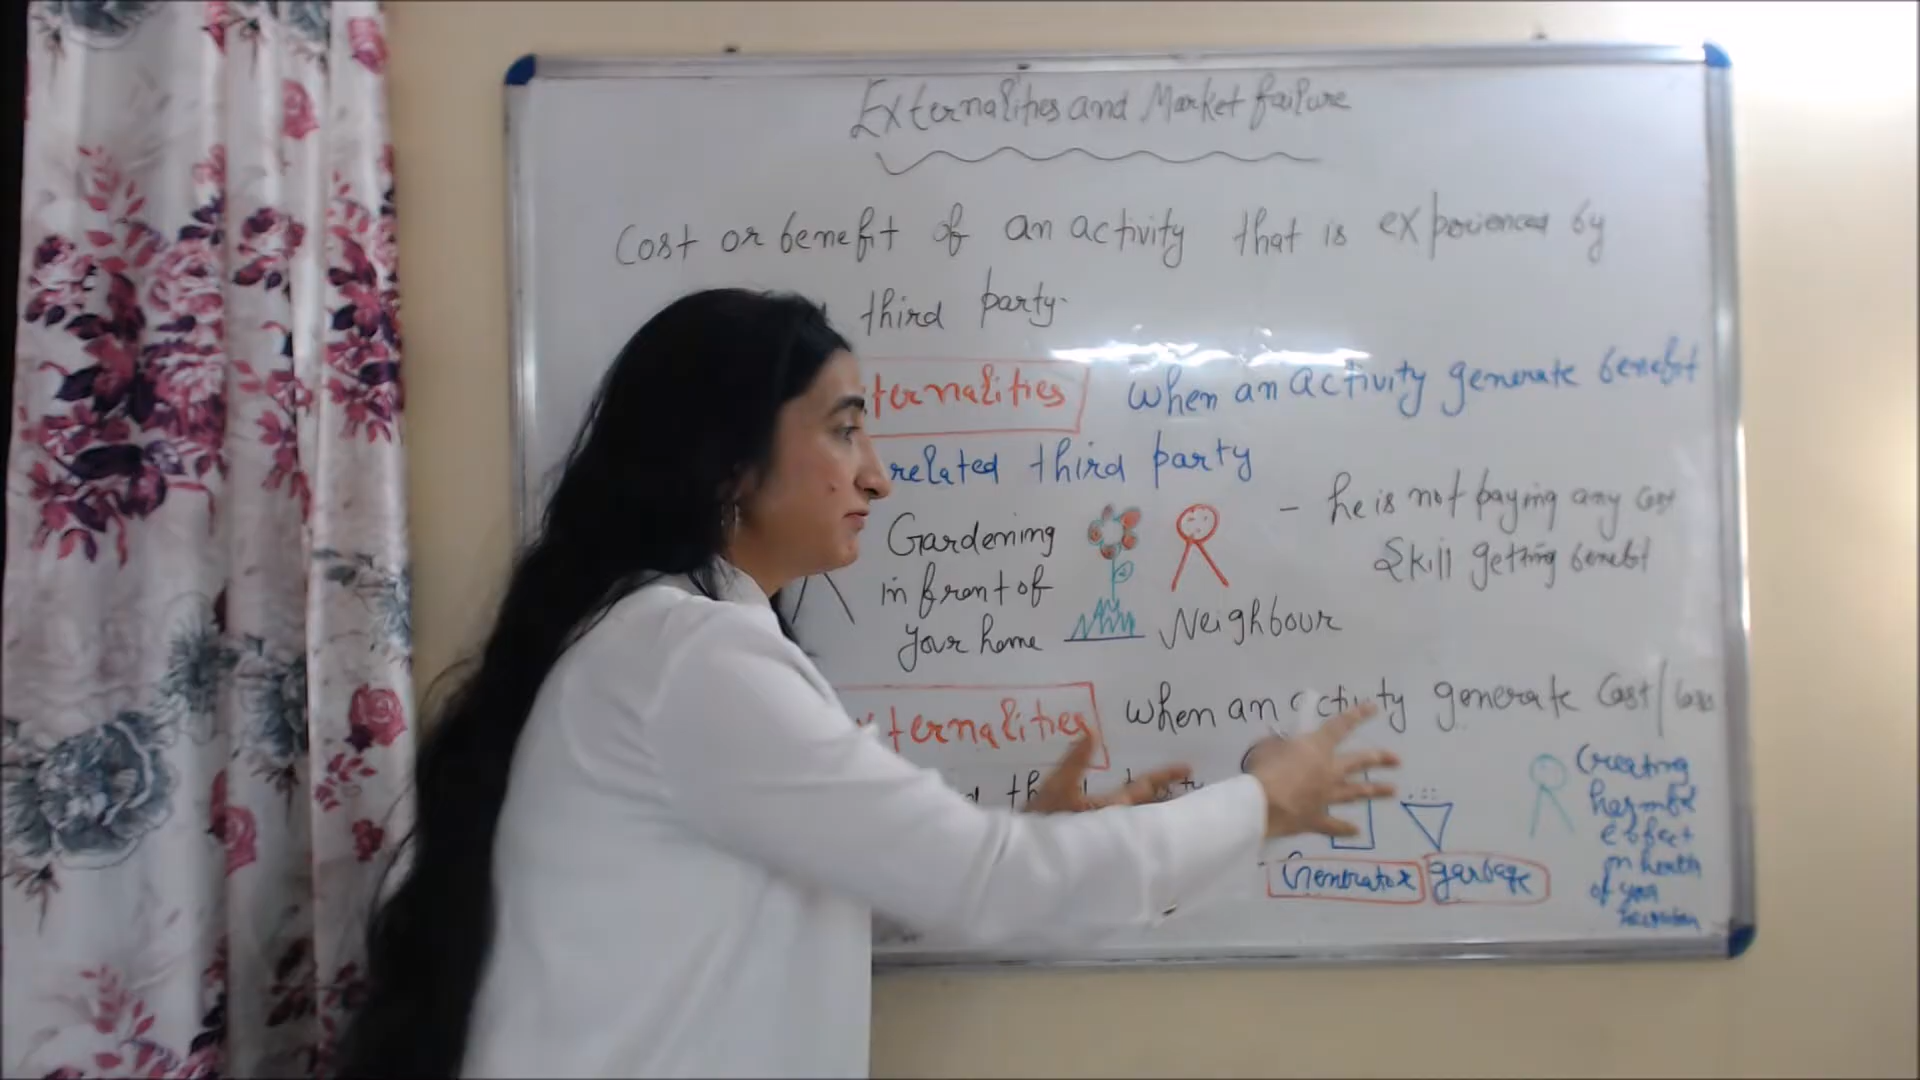 Externalities and Market failure
Cost or benefit of an activity that is experienced by
third party.
ternalities When an activity generate benefit
related third party
Gardening
in front of
your home
Neighbour
- he is not paying any cost
Skill getting benefit
ternalities When an activity generate Cost/loss
Generator garbage
Creating
harmful
effect
on health
of your